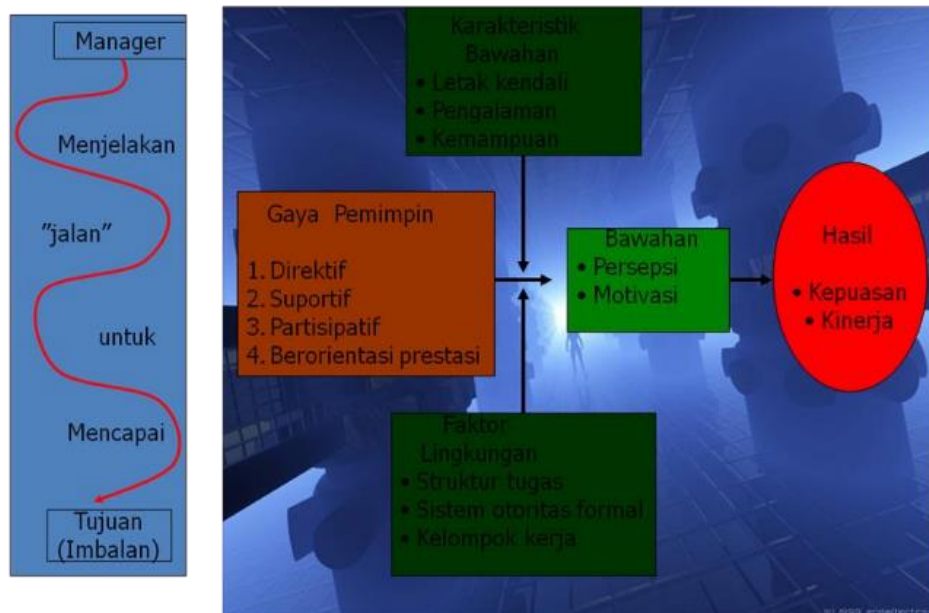 Manager
Menjelakan
"jalan"
untuk
Mencapai
Tujuan
(Imbalan)
Karakteristik
Bawahan
• Letak kendali
• Pengalaman
• Kemampuan
Gaya Pemimpin
1. Direktif
2. Suportif
3. Partisipatif
4. Berorientasi prestasi
Bawahan
• Persepsi
• Motivasi
Hasil
• Kepuasan
• Kinerja
Faktor
Lingkungan
• Struktur tugas
• Sistem otoritas formal
• Kelompok kerja